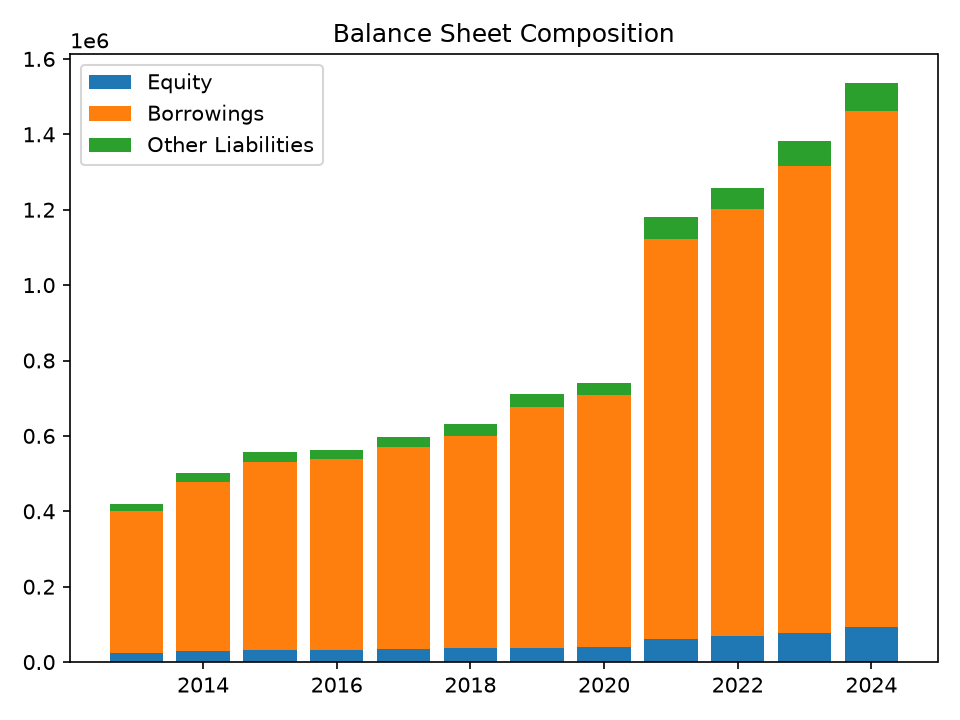 Balance Sheet Composition
1e6
1.6
1.4
1.2
1.0
0.8
0.6
0.4
0.2
0.0
Equity
Borrowings
Other Liabilities
2014 2016 2018 2020 2022 2024